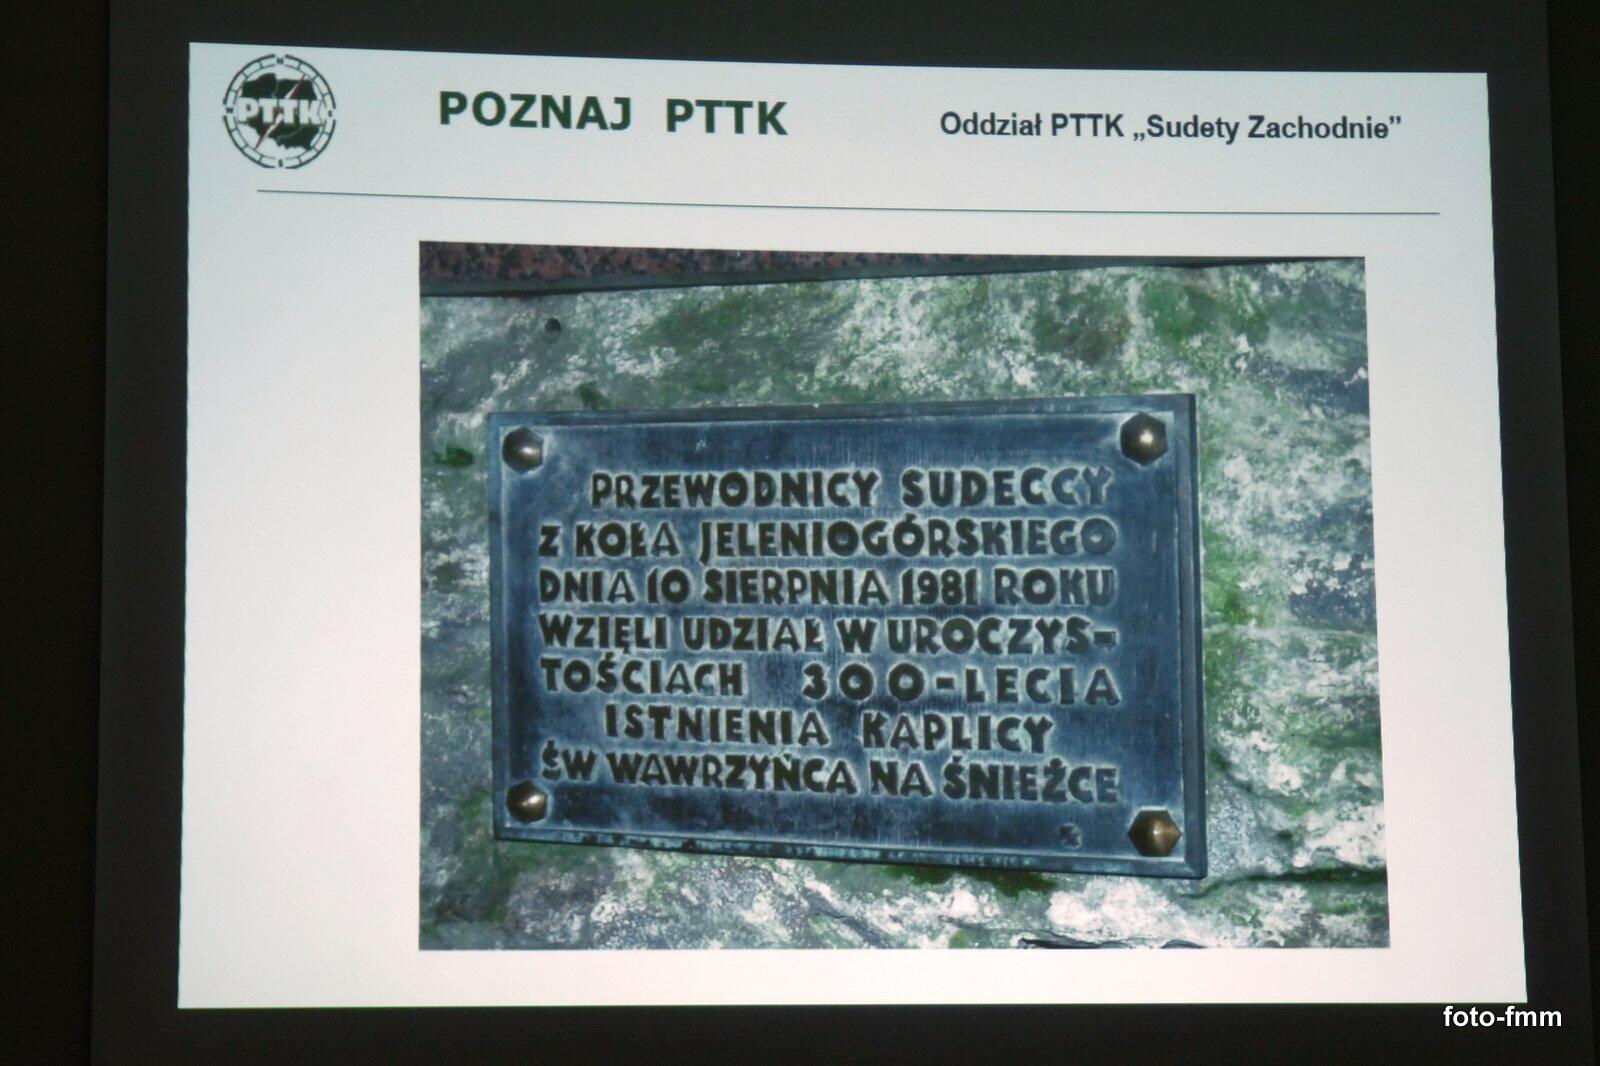 PTTK
POZNAJ PTTK
Oddział PTTK „Sudety Zachodnie”
PRZEWODNICY SUDECCY
Z KOŁA JELENIOGÓRSKIEGO
DNIA 10 SIERPNIA 1981 ROKU
WZIĘLI UDZIAŁ W UROCZYS-
TOŚCIACH 300-LECIA
ISTNIENIA KAPLICY
ŚW WAWRZYŃCA NA ŚNIEŻCE
foto-fmm